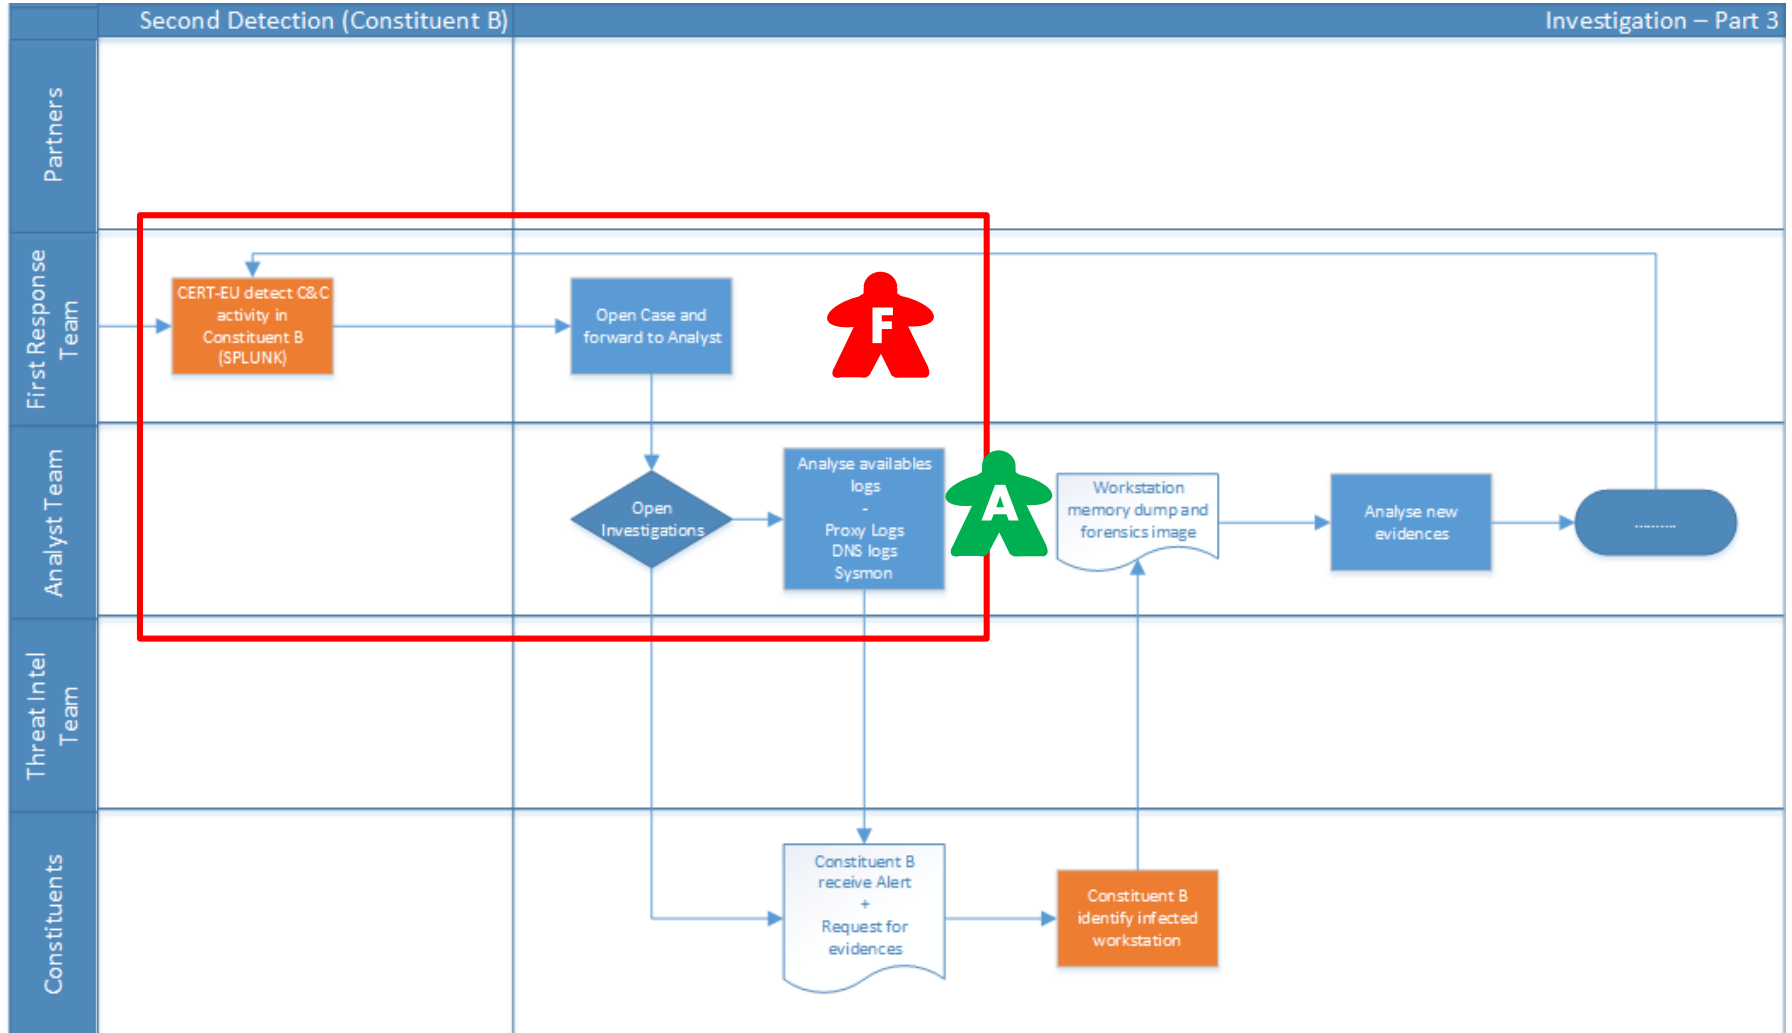 Second Detection (Constituent B)
Investigation – Part 3
Partners
First Response
Team
CERT-EU detect C&C
activity in
Constituent B
(SPLUNK)
Open Case and
forward to Analyst
F
Analyst Team
Open
Investigations
Analyse availables
logs
-
Proxy Logs
DNS logs
Sysmon
A
Workstation
memory dump and
forensics image
Analyse new
evidences
..........
Threat Intel
Team
Constituents
Constituent B
receive Alert
+
Request for
evidences
Constituent B
identify infected
workstation